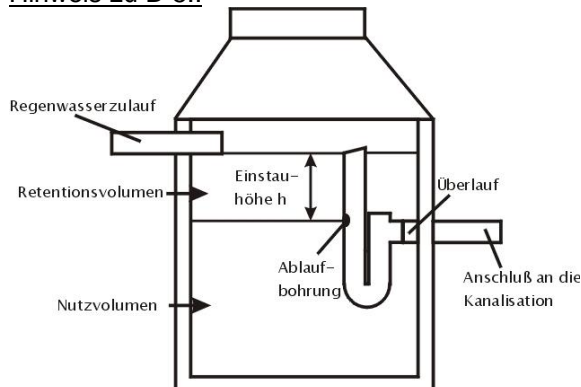 Regenwasserzulauf
Retentionsvolumen
Einstau-
höhe h
Überlauf
Ablauf-
bohrung
Anschluß an die
Kanalisation
Nutzvolumen